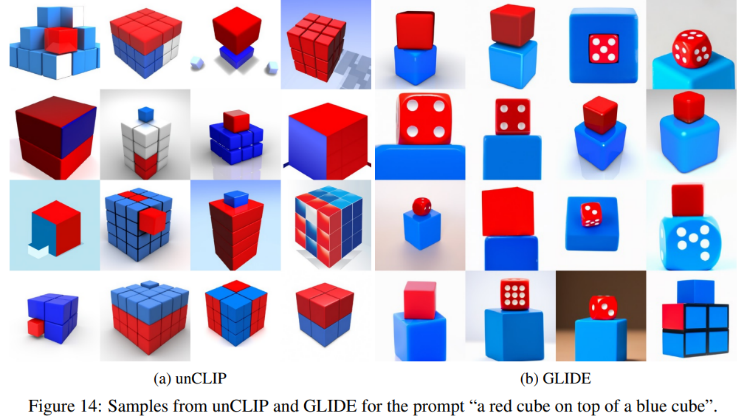 (a) unCLIP
(b) GLIDE
Figure 14: Samples from unCLIP and GLIDE for the prompt “a red cube on top of a blue cube”.